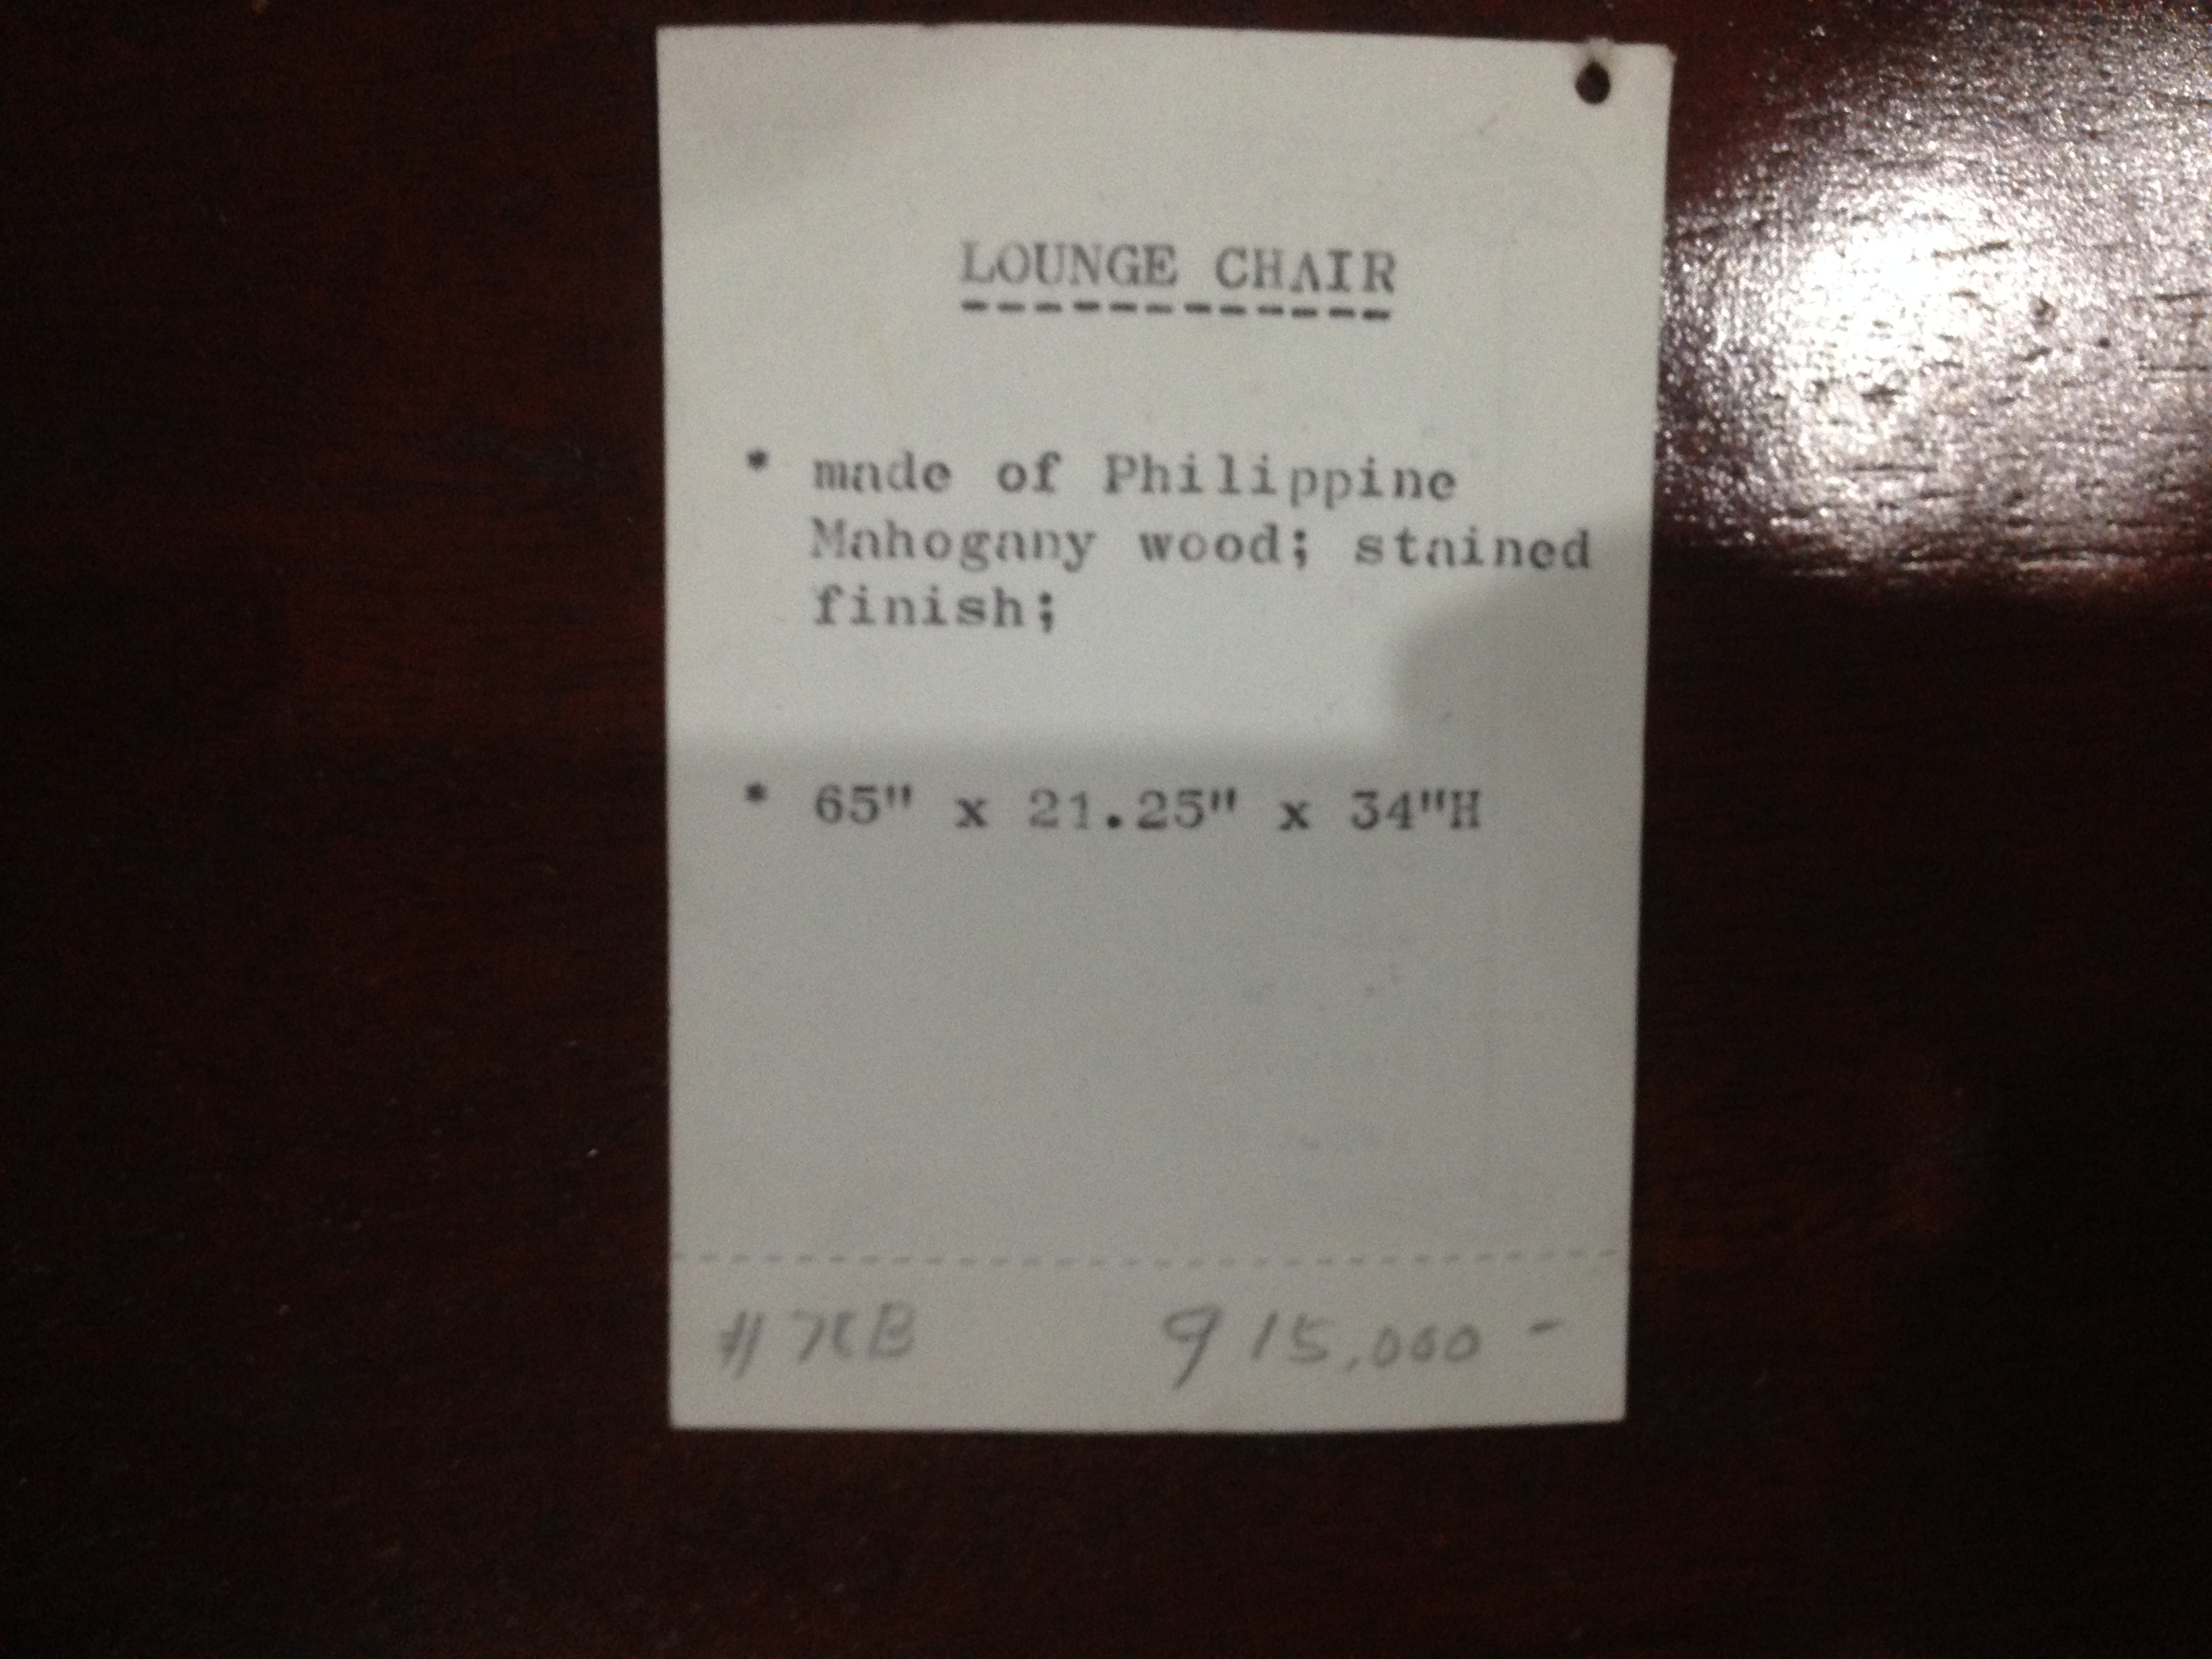 LOUNGE CHAIR
* made of Philippine
Mahogany wood; stained
finish;
* 65" x 21.25" x 34"H
15,000 -